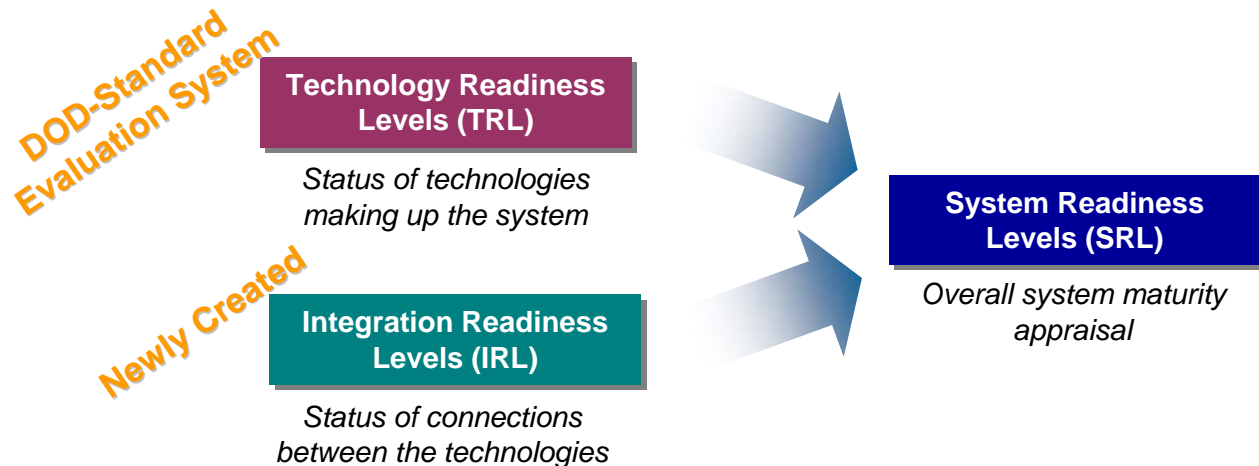 DOD-Standard
Evaluation System
Technology Readiness
Levels (TRL)
Status of technologies
making up the system
Newly Created
Integration Readiness
Levels (IRL)
Status of connections
between the technologies
System Readiness
Levels (SRL)
Overall system maturity
appraisal